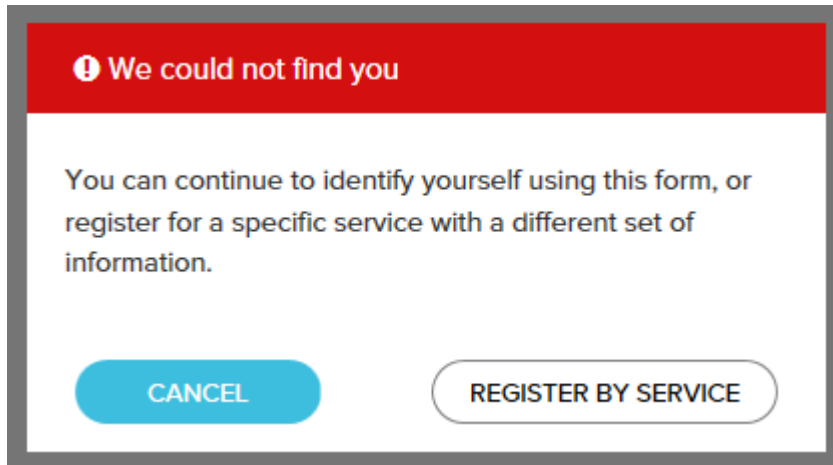 We could not find you
You can continue to identify yourself using this form, or
register for a specific service with a different set of
information.
CANCEL
REGISTER BY SERVICE